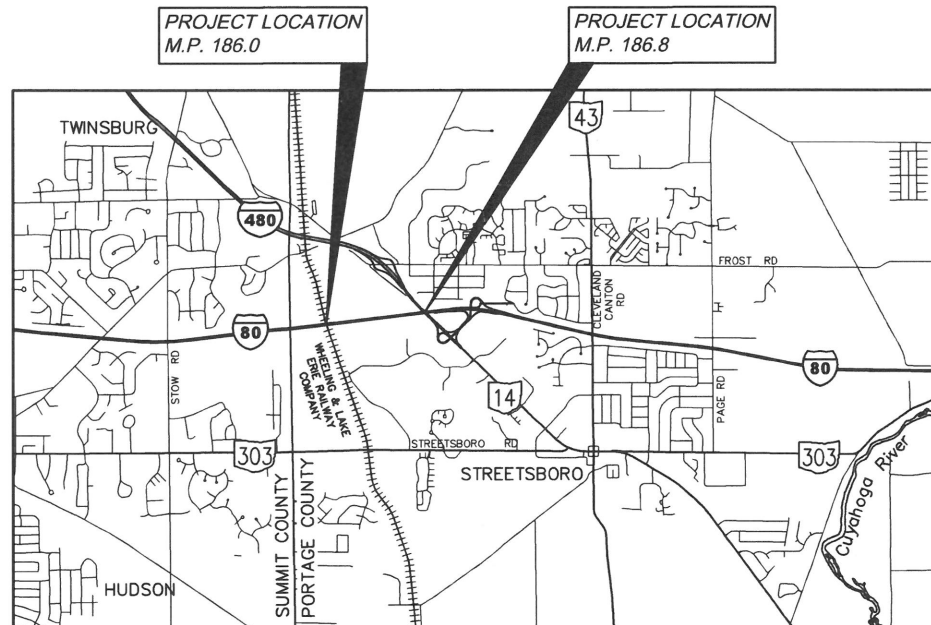 PROJECT LOCATION
M.P. 186.0
PROJECT LOCATION
M.P. 186.8
TWINSBURG
43
480
FROST RD
CLEVELAND
CANTON
RD
80
WHEELING & LAKE
ERIE RAILWAY
COMPANY
80
STOW RD
14
PAGE RD
STREETSBORO RD
303
303
STREETSBORO
Cuyahoga River
SUMMIT COUNTY
PORTAGE COUNTY
HUDSON